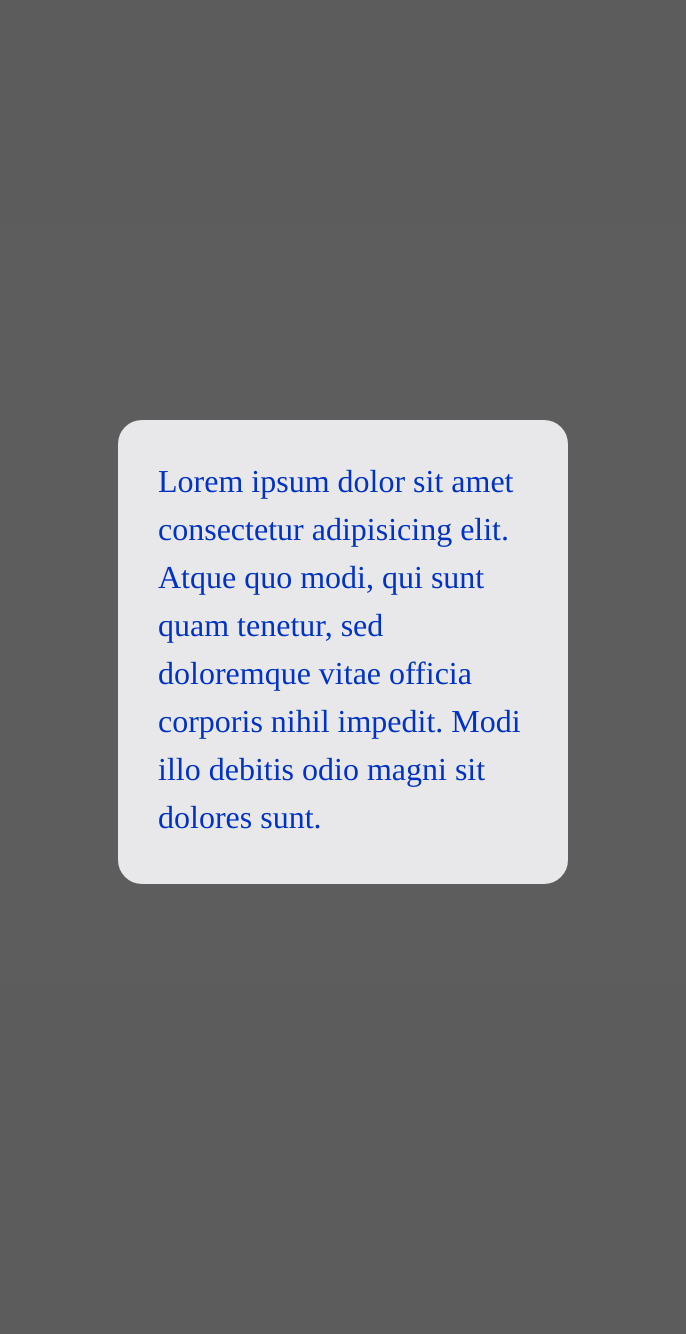 Lorem ipsum dolor sit amet
consectetur adipisicing elit.
Atque quo modi, qui sunt
quam tenetur, sed
doloremque vitae officia
corporis nihil impedit. Modi
illo debitis odio magni sit
dolores sunt.